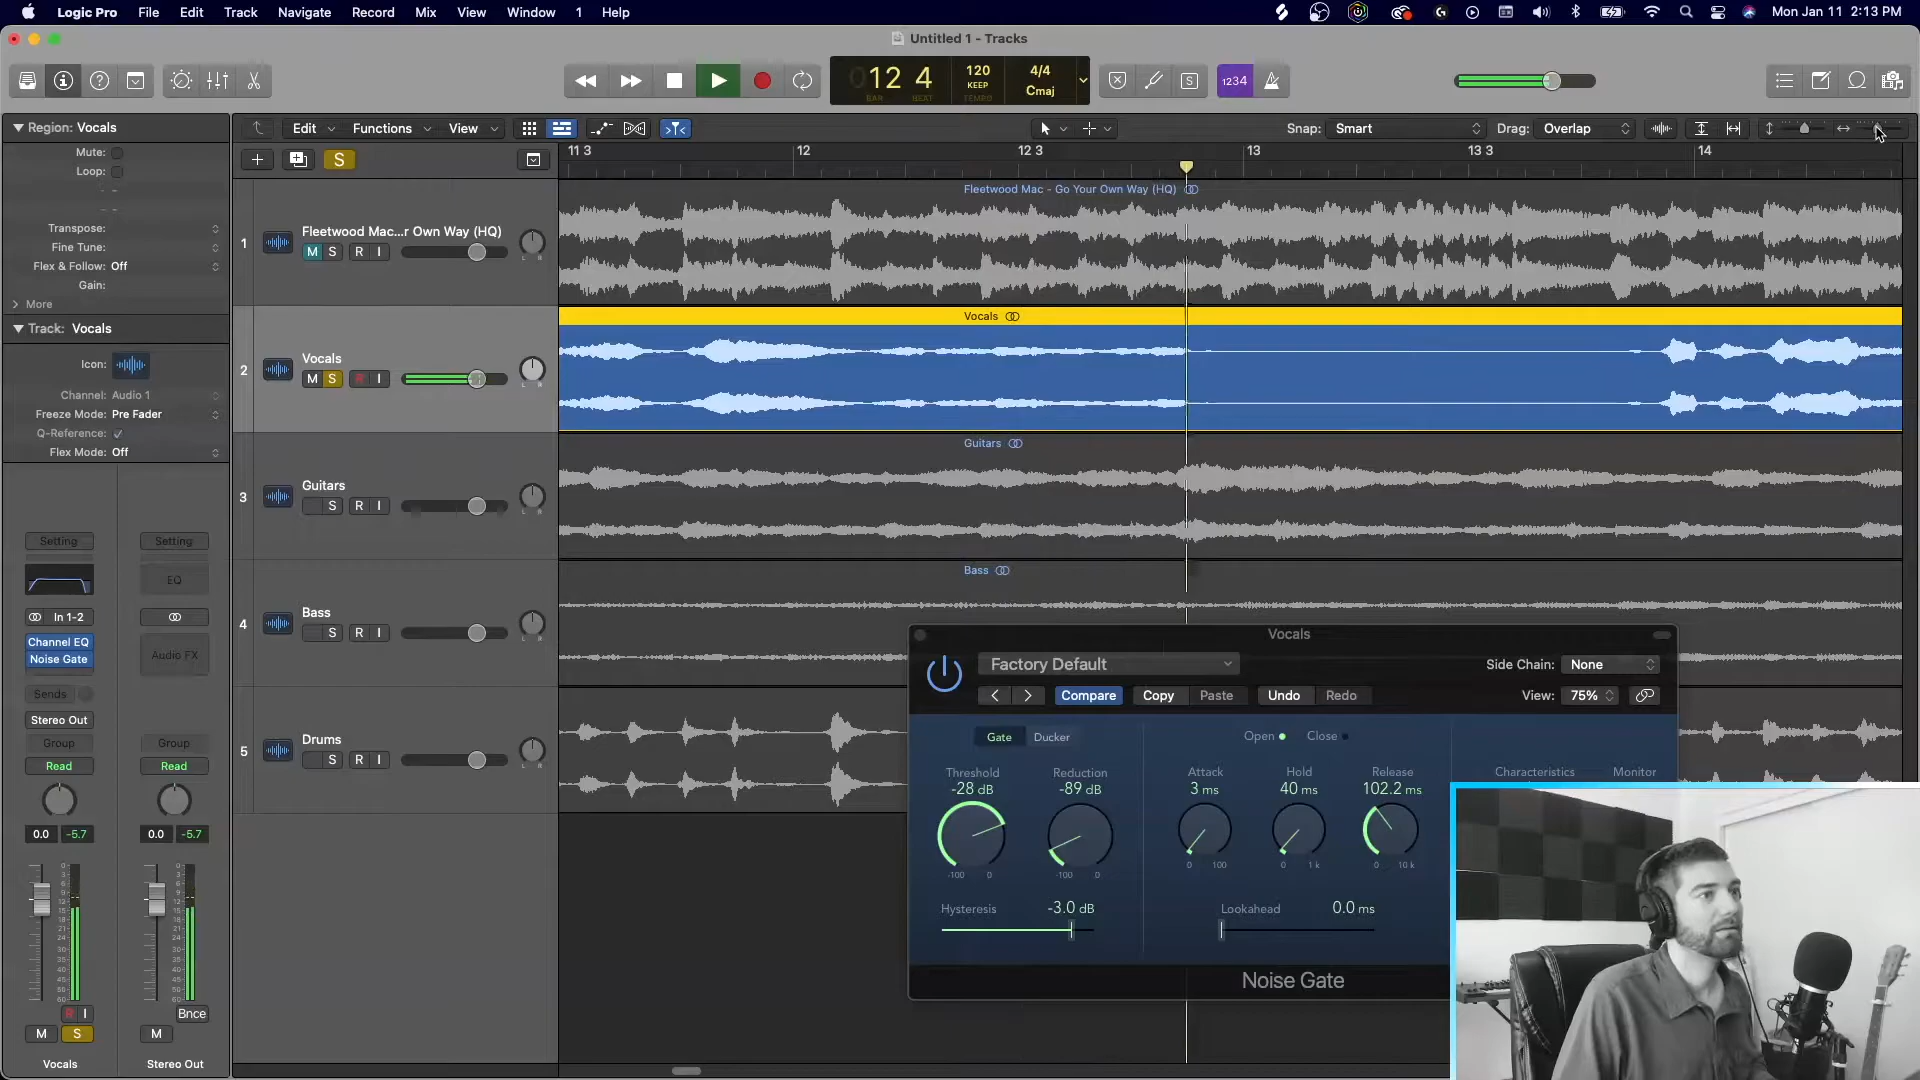 Logic Pro File Edit Track Navigate Record Mix View Window 1 Help
Mon Jan 11 2:13 PM
Untitled 1 - Tracks
12 4
BAR BEAT
120
KEEP
TEMPO
4/4
Cmaj
S
1234
Region: Vocals
Mute:
Loop:
Transpose:
Fine Tune:
Flex & Follow: Off
Gain:
More
Track: Vocals
Icon:
Channel: Audio 1
Freeze Mode: Pre Fader
Q-Reference:
Flex Mode: Off
Edit Functions View
Snap: Smart
Drag: Overlap
S
11 3 12 12 3 13 13 3 14
1
Fleetwood Mac...r Own Way (HQ)
M S R I
L R
Fleetwood Mac - Go Your Own Way (HQ)
2
Vocals
M S R I
L R
Vocals
3
Guitars
S R I
L R
Guitars
4
Bass
S R I
L R
Bass
5
Drums
S R I
L R
Setting Setting
EQ
In 1-2
Channel EQ
Noise Gate
Audio FX
Sends
Stereo Out
Group Group
Read Read
0.0 -5.7 0.0 -5.7
R I
Bnce
M S M
Vocals Stereo Out
Vocals
Factory Default
Side Chain: None
Compare Copy Paste Undo Redo
View: 75%
Gate Ducker
Open Close
Threshold Reduction Attack Hold Release Characteristics Monitor
-28 dB -89 dB 3 ms 40 ms 102.2 ms
-100 0 -100 0 0 100 0 1 k 0 10 k
Hysteresis -3.0 dB
Lookahead 0.0 ms
Noise Gate